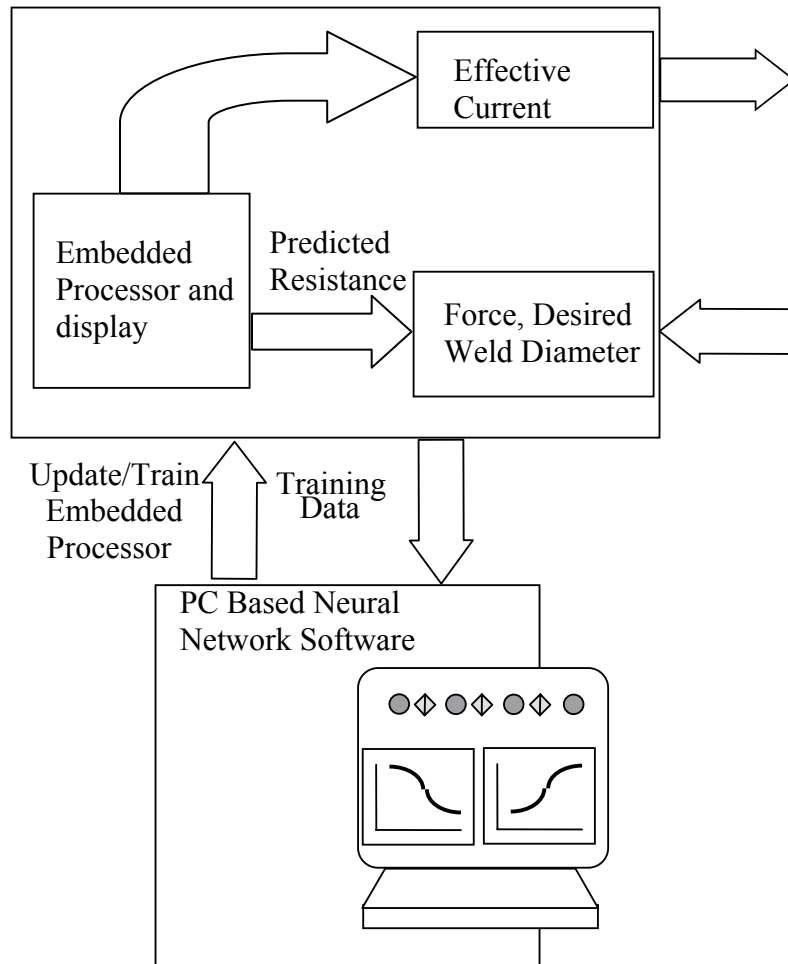 Effective
Current
Embedded
Processor and
display
Predicted
Resistance
Force, Desired
Weld Diameter
Update/Train
Embedded
Processor
Training
Data
PC Based Neural
Network Software